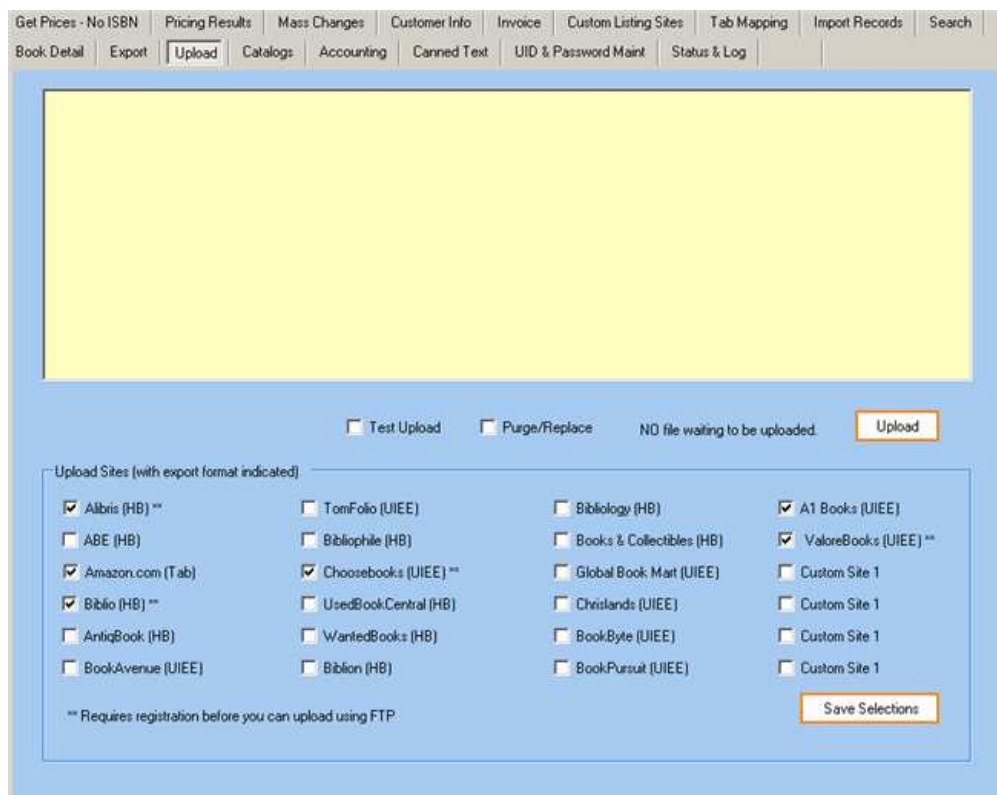 Get Prices - No ISBN Pricing Results Mass Changes Customer Info Invoice Custom Listing Sites Tab Mapping Import Records Search
Book Detail Export Upload Catalogs Accounting Canned Text UID & Password Maint Status & Log
Test Upload Purge/Replace NO file waiting to be uploaded. Upload
Upload Sites (with export format indicated)
Alibris (HB) ** TomFolio (UIEE) Bibliology (HB) A1 Books (UIEE)
ABE (HB) Bibliophile (HB) Books & Collectibles (HB) ValoreBooks (UIEE) **
Amazon.com (Tab) Choosebooks (UIEE) ** Global Book Mart (UIEE) Custom Site 1
Biblio (HB) ** UsedBookCentral (HB) Chrislands (UIEE) Custom Site 1
AntiqBook (HB) WantedBooks (HB) BookByte (UIEE) Custom Site 1
BookAvenue (UIEE) Biblion (HB) BookPursuit (UIEE) Custom Site 1
** Requires registration before you can upload using FTP Save Selections